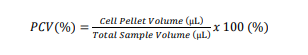 PCV(%) = Cell Pellet Volume (μL) / Total Sample Volume (μL) x 100 (%)